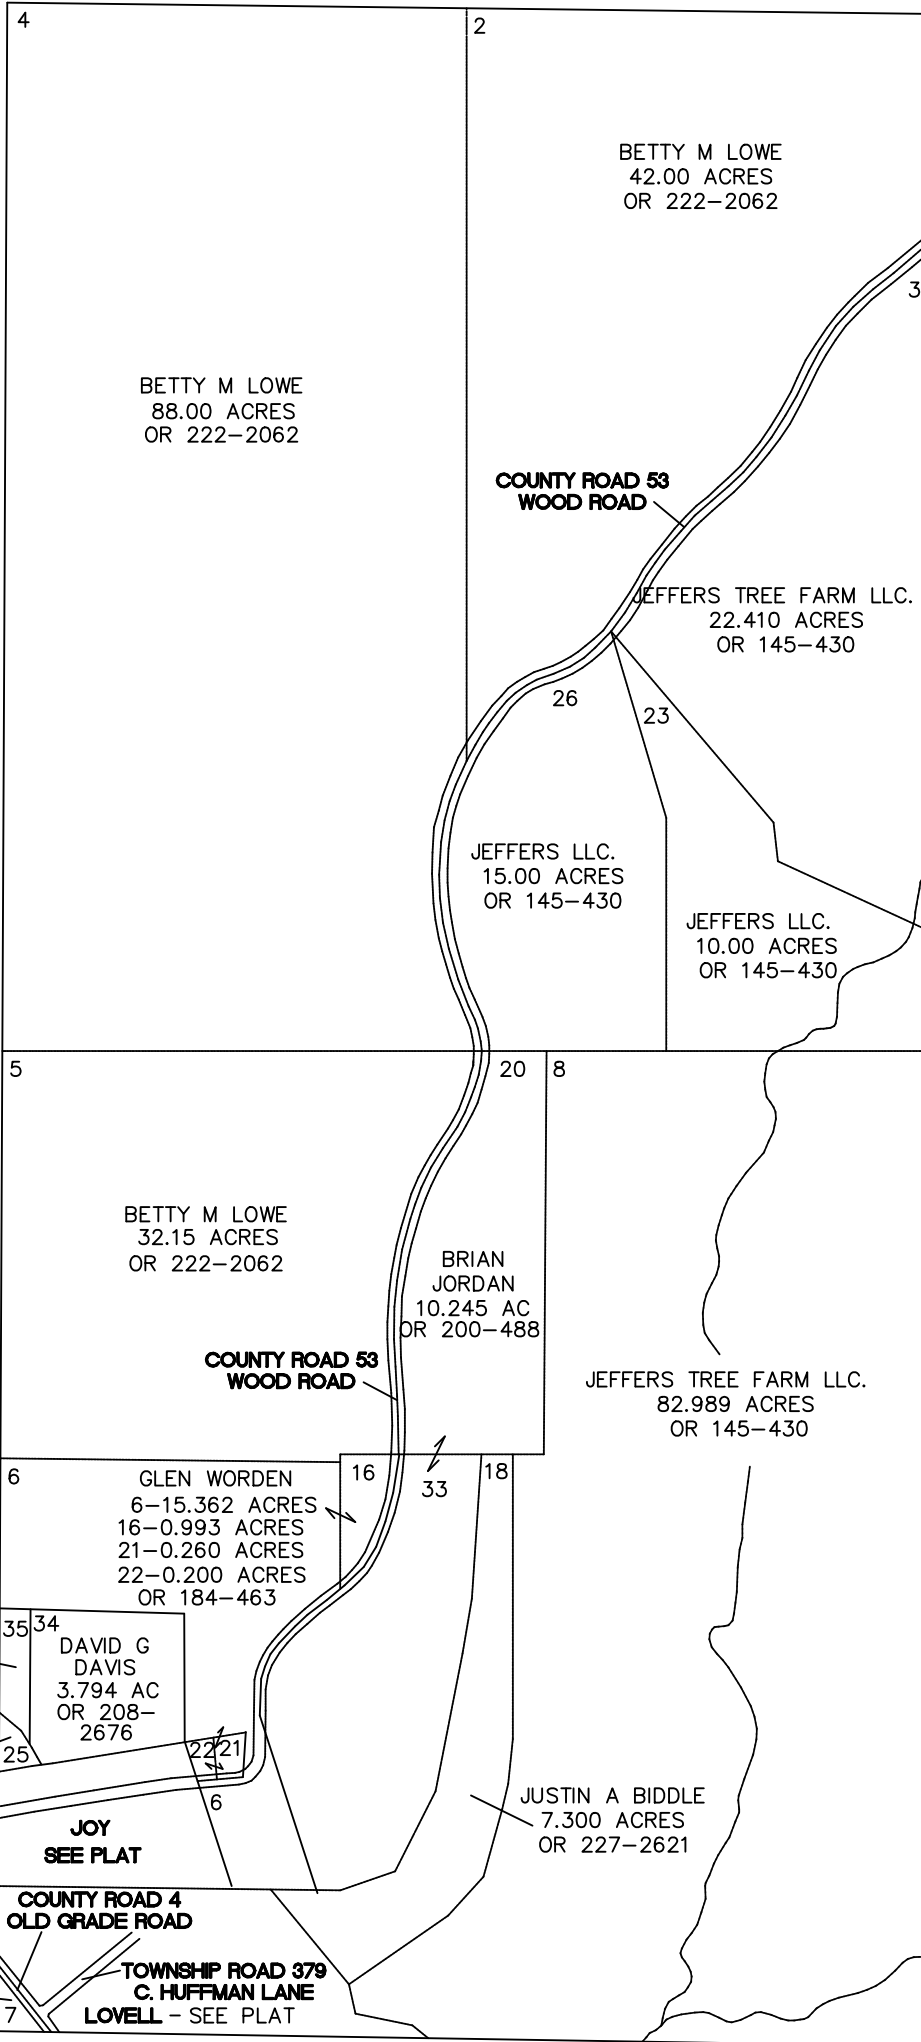 4
2
BETTY M LOWE
42.00 ACRES
OR 222-2062
3
BETTY M LOWE
88.00 ACRES
OR 222-2062
COUNTY ROAD 53
WOOD ROAD
JEFFERS TREE FARM LLC.
22.410 ACRES
OR 145-430
26
23
JEFFERS LLC.
15.00 ACRES
OR 145-430
JEFFERS LLC.
10.00 ACRES
OR 145-430
5
20
8
BETTY M LOWE
32.15 ACRES
OR 222-2062
BRIAN
JORDAN
10.245 AC
OR 200-488
COUNTY ROAD 53
WOOD ROAD
JEFFERS TREE FARM LLC.
82.989 ACRES
OR 145-430
6
16
33
18
GLEN WORDEN
6-15.362 ACRES
16-0.993 ACRES
21-0.260 ACRES
22-0.200 ACRES
OR 184-463
35
34
DAVID G
DAVIS
3.794 AC
OR 208-
2676
25
22
21
6
JUSTIN A BIDDLE
7.300 ACRES
OR 227-2621
JOY
SEE PLAT
COUNTY ROAD 4
OLD GRADE ROAD
TOWNSHIP ROAD 379
C. HUFFMAN LANE
7
LOVELL - SEE PLAT